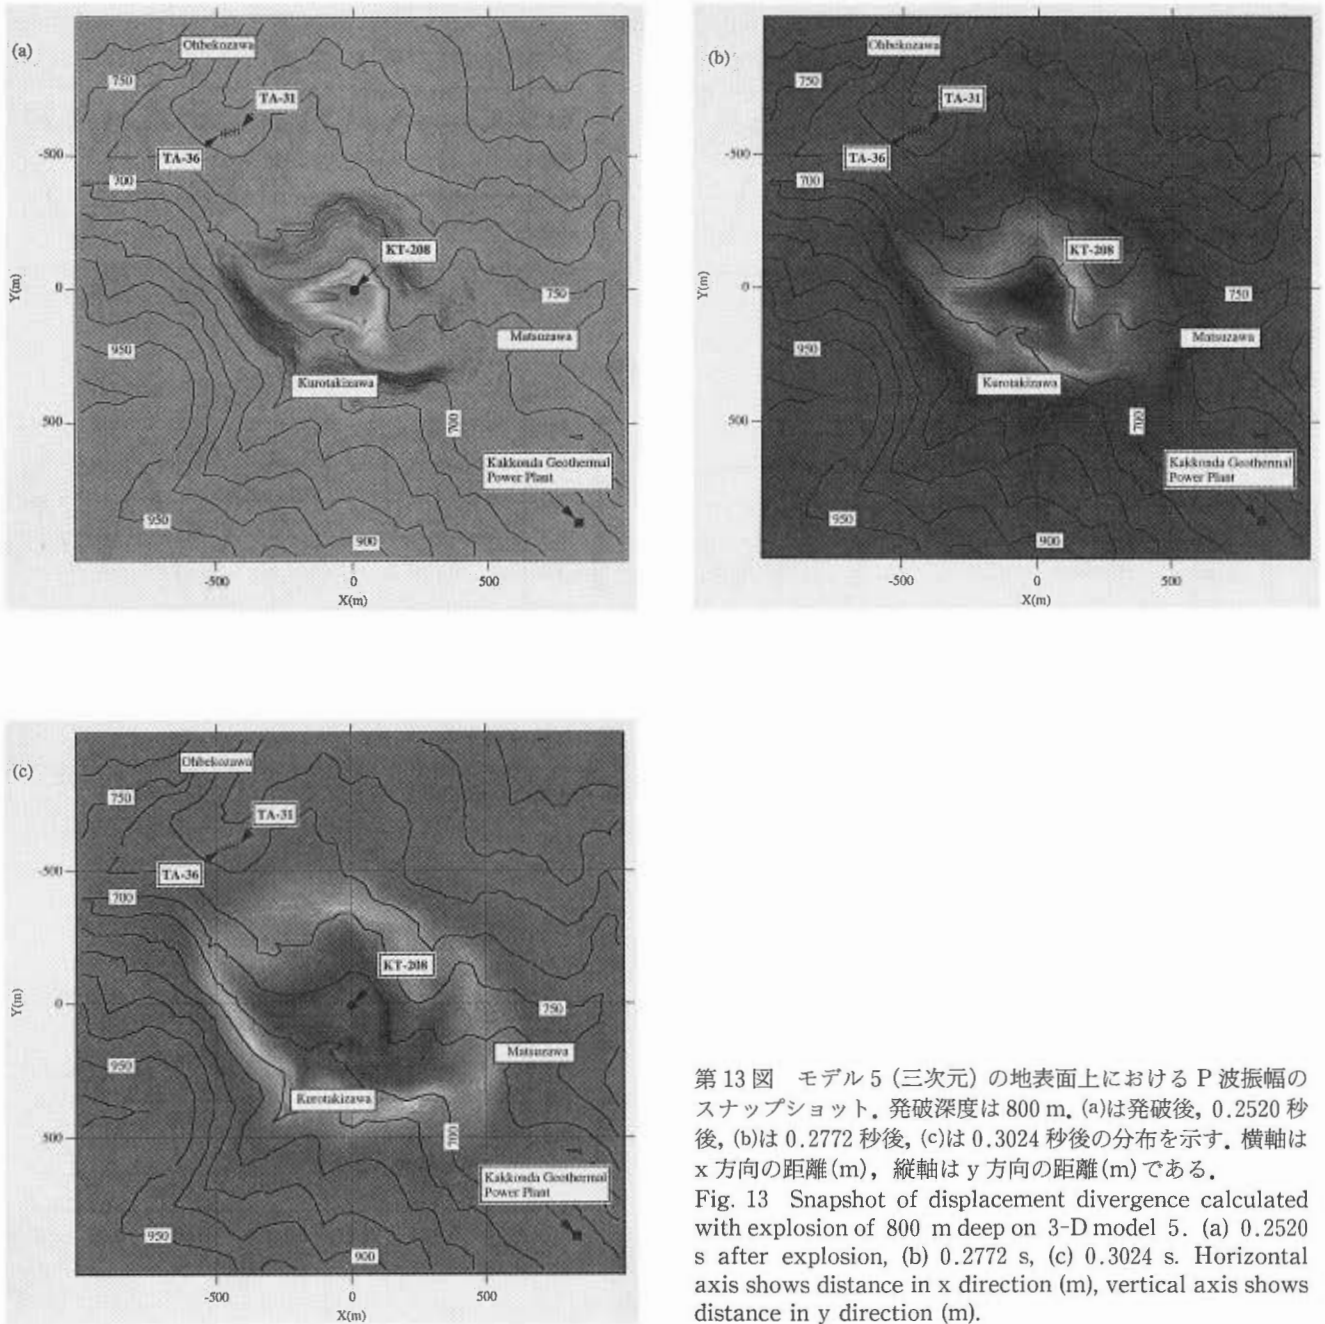 (a)
Ohbekozawa
750
TA-31
TA-36
-500
700
KT-208
Y(m)
0
750
Matsuzawa
950
Kurotakizawa
500
700
Kakkonda Geothermal
Power Plant
950
900
-500
0
500
X(m)
(b)
Ohbekozawa
750
TA-31
TA-36
-500
700
KT-208
Y(m)
0
750
Matsuzawa
950
Kurotakizawa
500
700
Kakkonda Geothermal
Power Plant
950
900
-500
0
500
X(m)
(c)
Ohbekozawa
750
TA-31
TA-36
-500
700
KT-208
Y(m)
0
750
Matsuzawa
950
Kurotakizawa
500
700
Kakkonda Geothermal
Power Plant
950
900
-500
0
500
X(m)
第13図 モデル5(三次元)の地表面上におけるP波振幅の
スナップショット.発破深度は800 m.(a)は発破後,0.2520秒
後,(b)は0.2772秒後,(c)は0.3024秒後の分布を示す.横軸は
x方向の距離(m),縦軸はy方向の距離(m)である.
Fig. 13 Snapshot of displacement divergence calculated
with explosion of 800 m deep on 3-D model 5. (a) 0.2520
s after explosion, (b) 0.2772 s, (c) 0.3024 s. Horizontal
axis shows distance in x direction (m), vertical axis shows
distance in y direction (m).